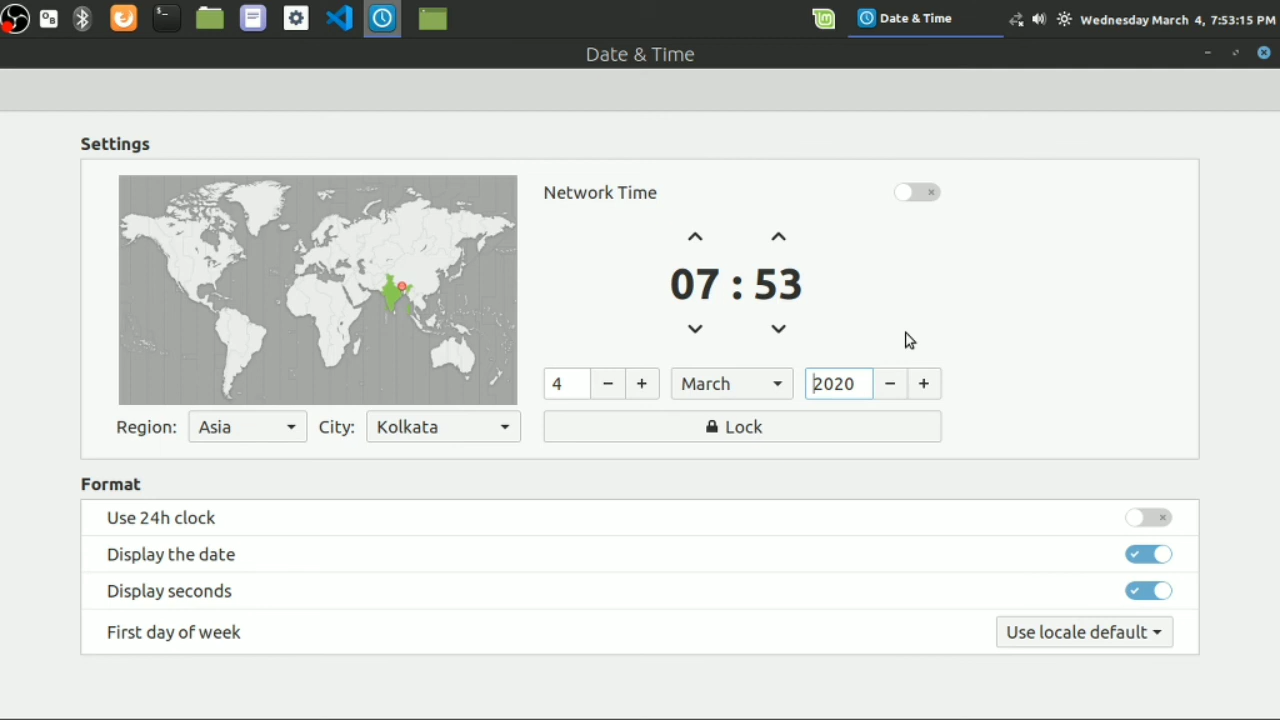 Date & Time
Wednesday March 4, 7:53:15 PM
Date & Time
Settings
Network Time
07 : 53
4 − + March 2020 − +
Region: Asia City: Kolkata
Lock
Format
Use 24h clock
Display the date
Display seconds
First day of week
Use locale default